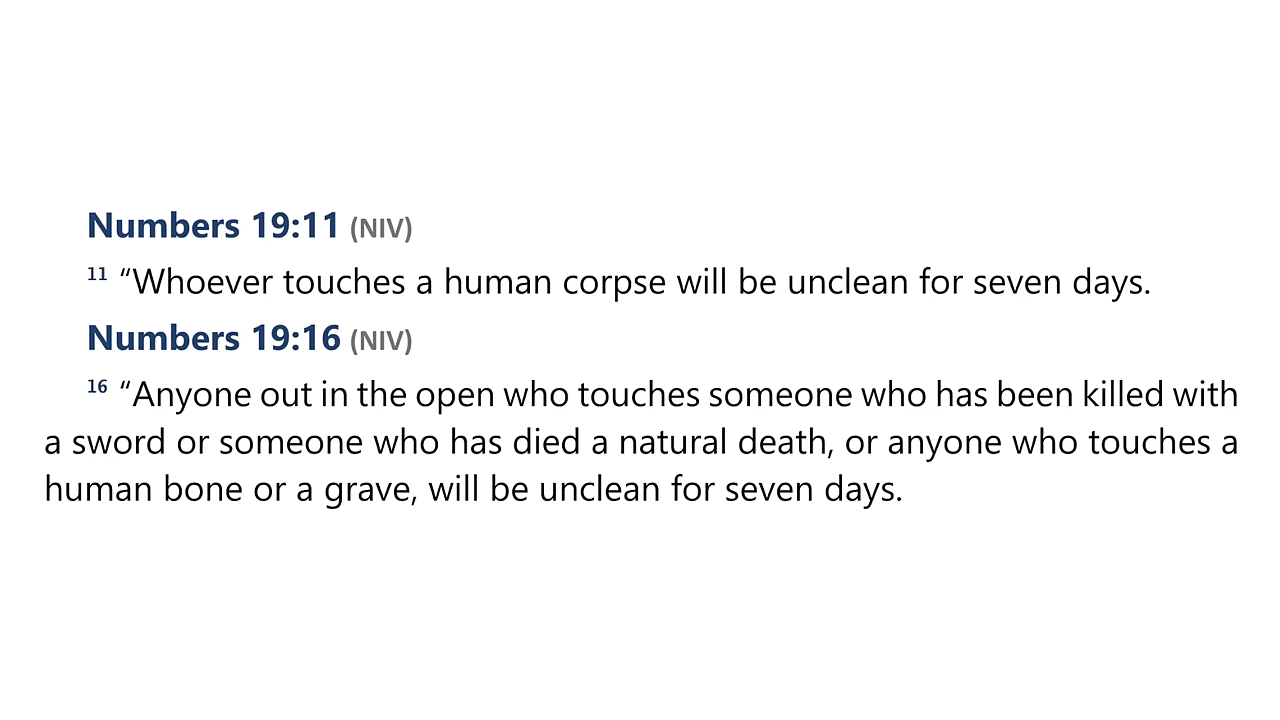 Numbers 19:11 (NIV)
11 “Whoever touches a human corpse will be unclean for seven days.
Numbers 19:16 (NIV)
16 “Anyone out in the open who touches someone who has been killed with
a sword or someone who has died a natural death, or anyone who touches a
human bone or a grave, will be unclean for seven days.